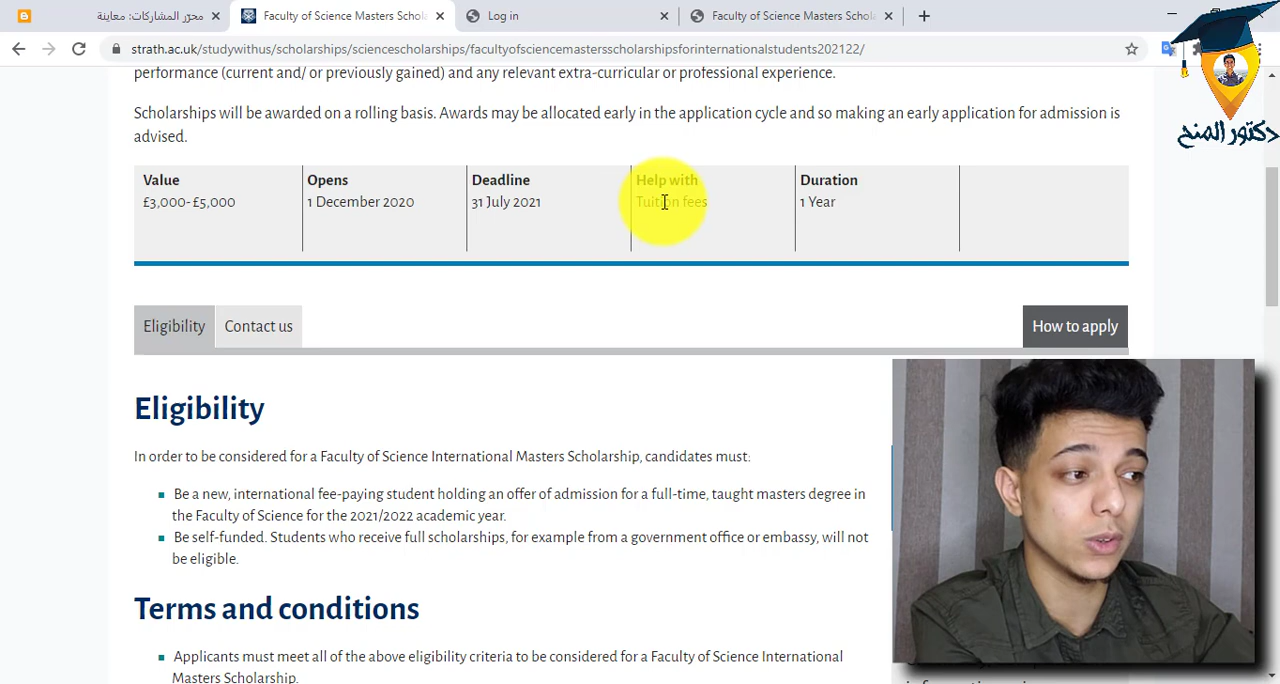 محرّر المشاركات: معاينة
Faculty of Science Masters Schola
Log in
Faculty of Science Masters Schola
strath.ac.uk/studywithus/scholarships/sciencescholarships/facultyofsciencemastersscholarshipsforinternationalstudents202122/
دكتور المنح
performance (current and/ or previously gained) and any relevant extra-curricular or professional experience.
Scholarships will be awarded on a rolling basis. Awards may be allocated early in the application cycle and so making an early application for admission is
advised.
Value
£3,000-£5,000
Opens
1 December 2020
Deadline
31 July 2021
Help with
Tuition fees
Duration
1 Year
Eligibility
Contact us
How to apply
Eligibility
In order to be considered for a Faculty of Science International Masters Scholarship, candidates must:
Be a new, international fee-paying student holding an offer of admission for a full-time, taught masters degree in
the Faculty of Science for the 2021/2022 academic year.
Be self-funded. Students who receive full scholarships, for example from a government office or embassy, will not
be eligible.
Terms and conditions
Applicants must meet all of the above eligibility criteria to be considered for a Faculty of Science International
Masters Scholarship.